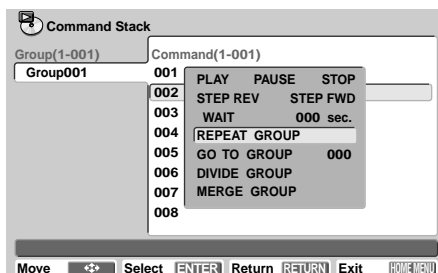 Command Stack
Group(1-001)
Group001
Command(1-001)
001
002
003
004
005
006
007
008
PLAY PAUSE STOP
STEP REV STEP FWD
WAIT 000 sec.
REPEAT GROUP
GO TO GROUP 000
DIVIDE GROUP
MERGE GROUP
Move Select ENTER Return RETURN Exit HOME MENU